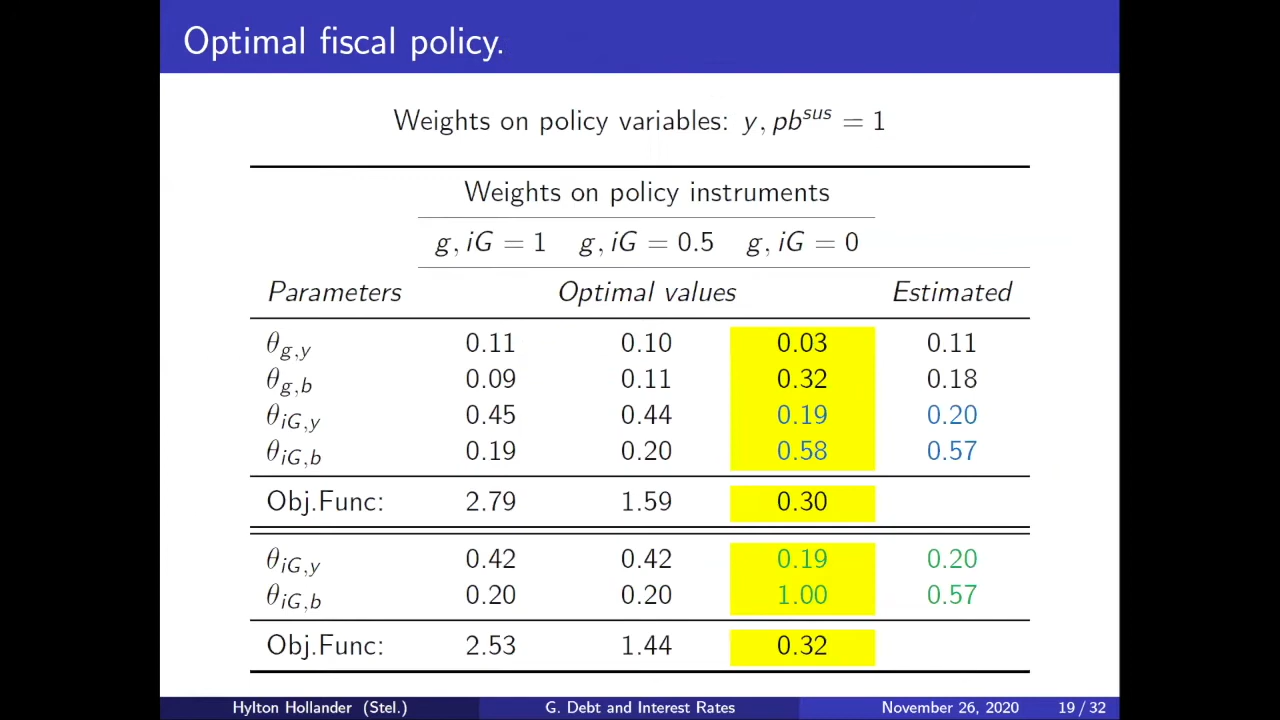 Optimal fiscal policy.
Weights on policy variables: y, pb^sus = 1
Weights on policy instruments
g, iG = 1 g, iG = 0.5 g, iG = 0
Parameters Optimal values Estimated
θ_g,y 0.11 0.10 0.03 0.11
θ_g,b 0.09 0.11 0.32 0.18
θ_iG,y 0.45 0.44 0.19 0.20
θ_iG,b 0.19 0.20 0.58 0.57
Obj.Func: 2.79 1.59 0.30
θ_iG,y 0.42 0.42 0.19 0.20
θ_iG,b 0.20 0.20 1.00 0.57
Obj.Func: 2.53 1.44 0.32
Hylton Hollander (Stel.) G. Debt and Interest Rates November 26, 2020 19 / 32